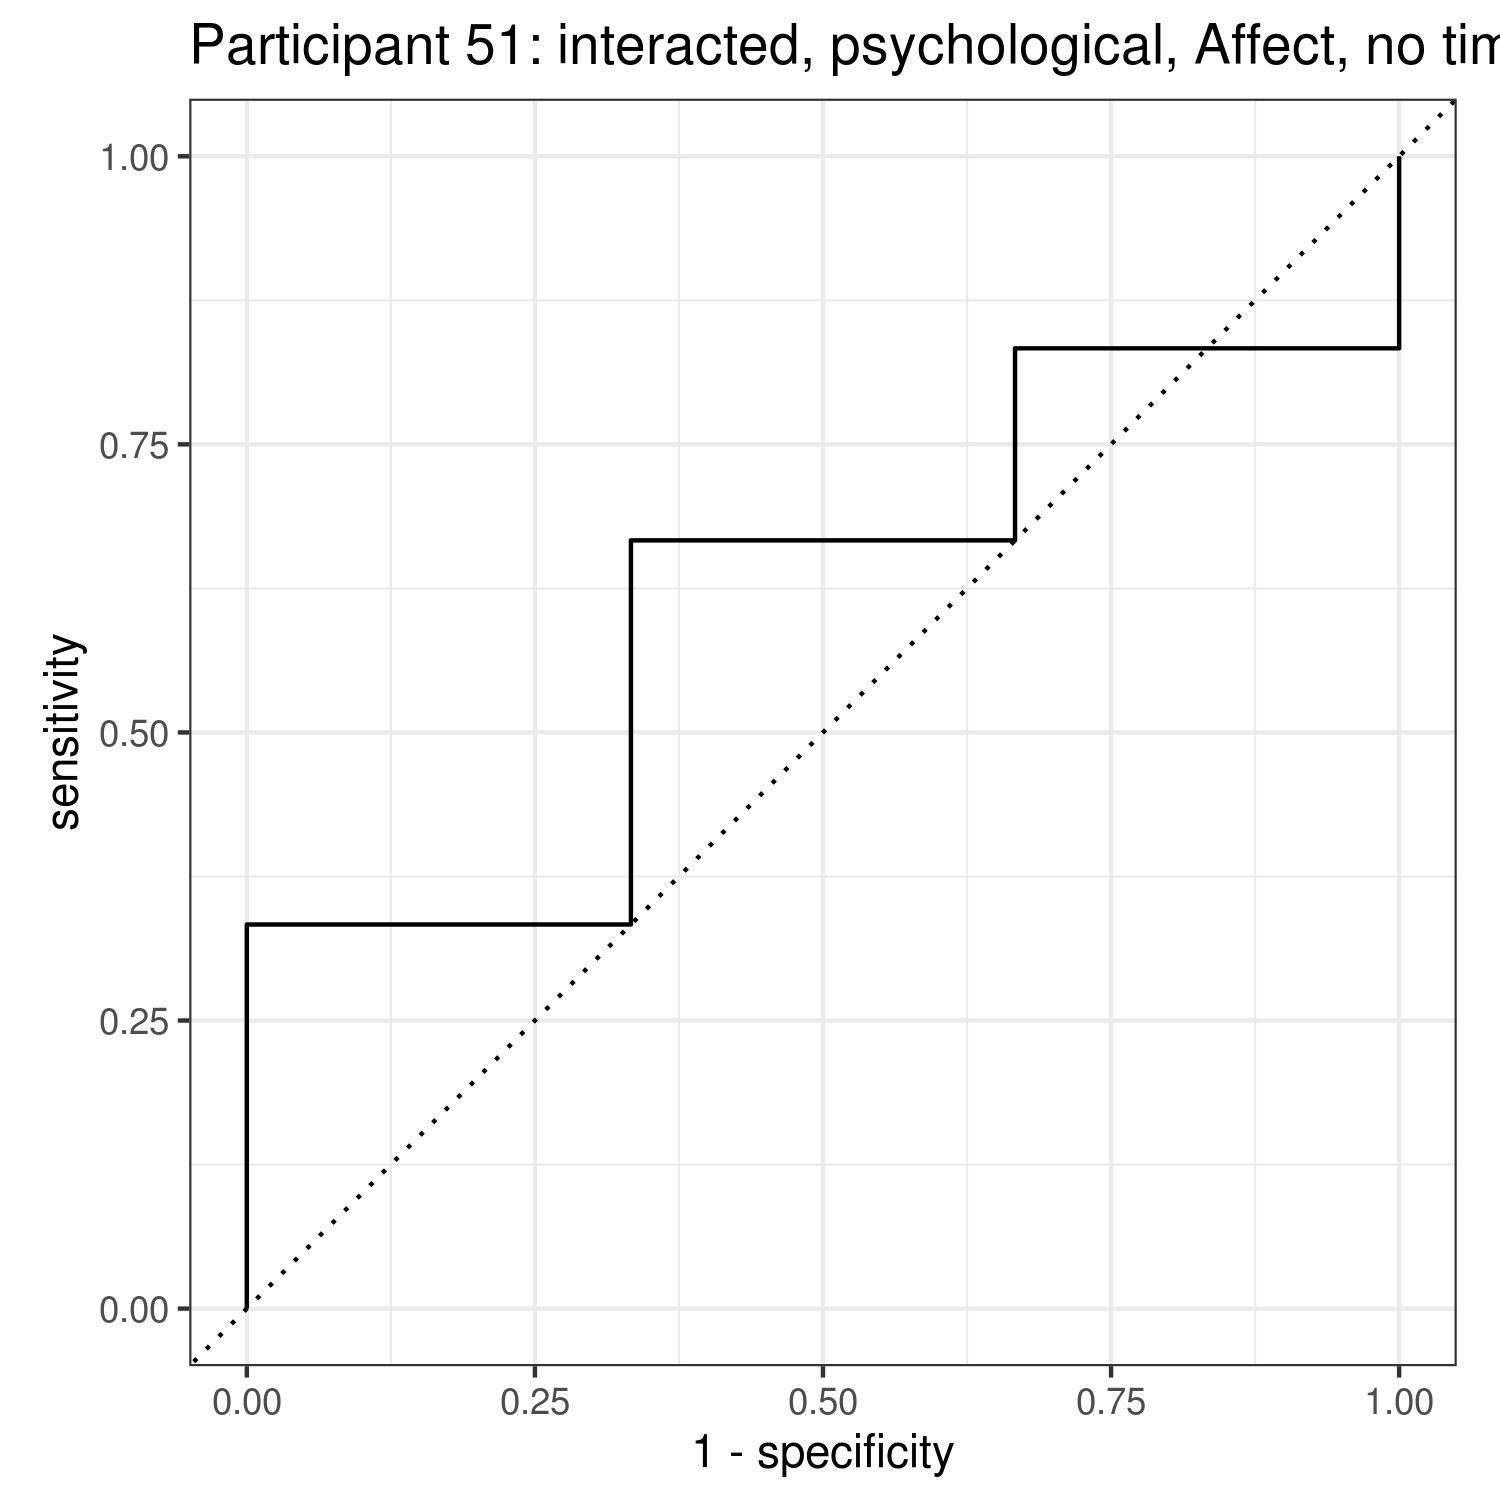 Participant 51: interacted, psychological, Affect, no tim
1.00
0.75
0.50
0.25
0.00
sensitivity
0.00 0.25 0.50 0.75 1.00
1 - specificity